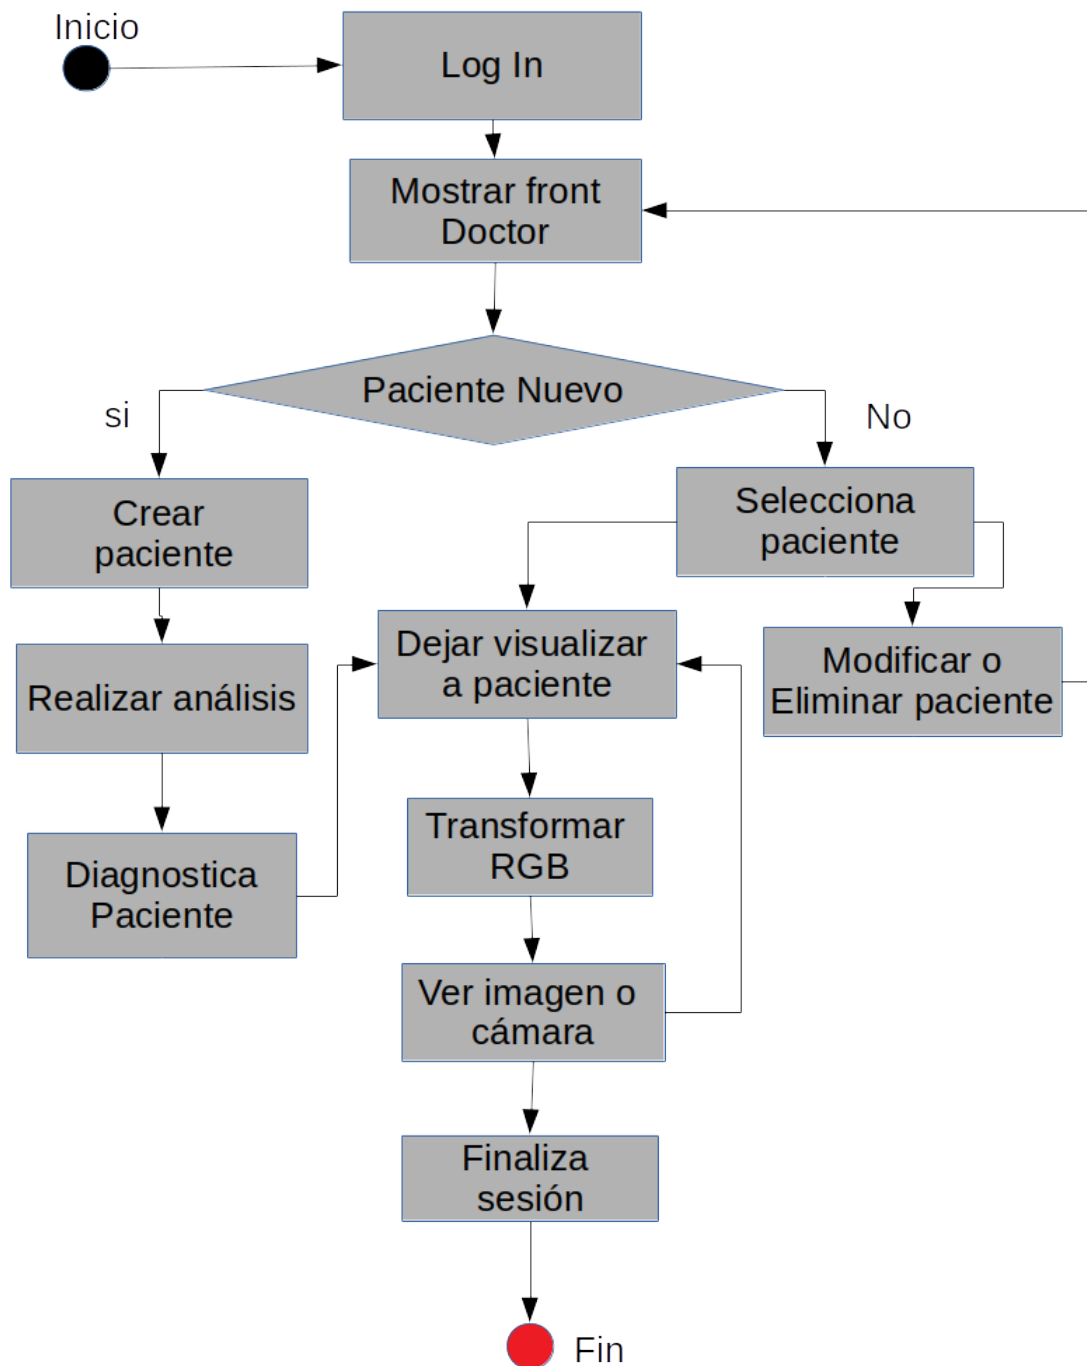 Inicio
Log In
Mostrar front
Doctor
Paciente Nuevo
si
No
Crear
paciente
Selecciona
paciente
Realizar análisis
Dejar visualizar
a paciente
Modificar o
Eliminar paciente
Diagnostica
Paciente
Transformar
RGB
Ver imagen o
cámara
Finaliza
sesión
Fin